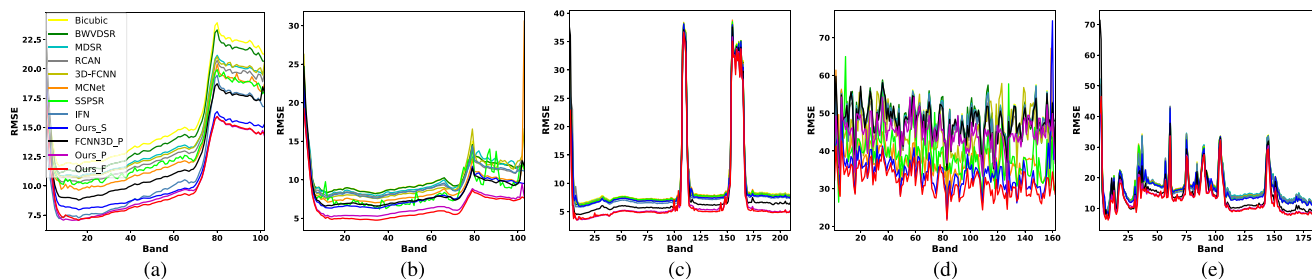 22.5
20.0
17.5
15.0
12.5
10.0
7.5
RMSE
Bicubic
BWVDSR
MDSR
RCAN
3D-FCNN
MCNet
SSPSR
IFN
Ours_S
FCNN3D_P
Ours_P
Ours_F
20 40 60 80 100
Band
(a)
30
25
20
15
10
5
RMSE
20 40 60 80 100
Band
(b)
40
35
30
25
20
15
10
5
RMSE
50 100 150 200
Band
(c)
70
60
50
40
30
20
RMSE
20 40 60 80 100 120 140 160
Band
(d)
70
60
50
40
30
20
10
RMSE
25 50 75 100 125 150 175
Band
(e)